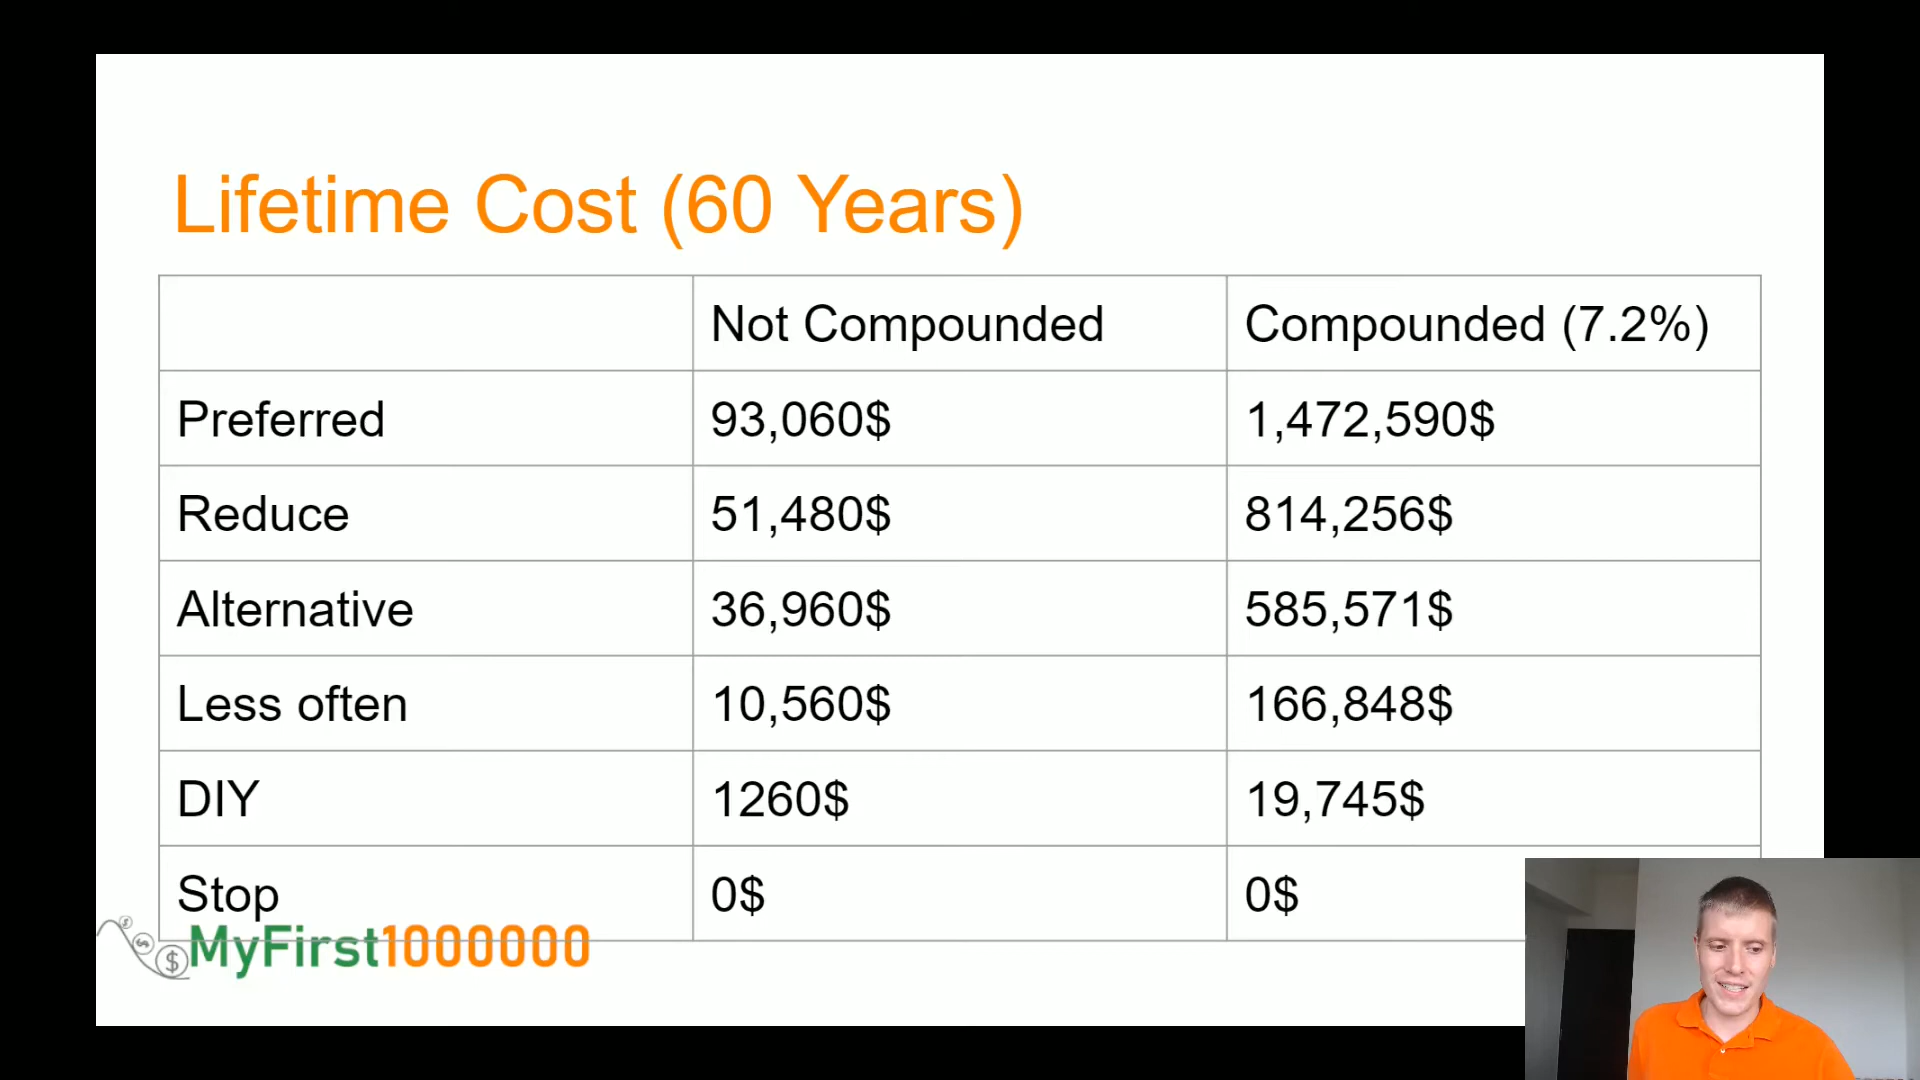 Lifetime Cost (60 Years)
Not Compounded Compounded (7.2%)
Preferred 93,060$ 1,472,590$
Reduce 51,480$ 814,256$
Alternative 36,960$ 585,571$
Less often 10,560$ 166,848$
DIY 1260$ 19,745$
Stop 0$ 0$
$ $ $ MyFirst1000000